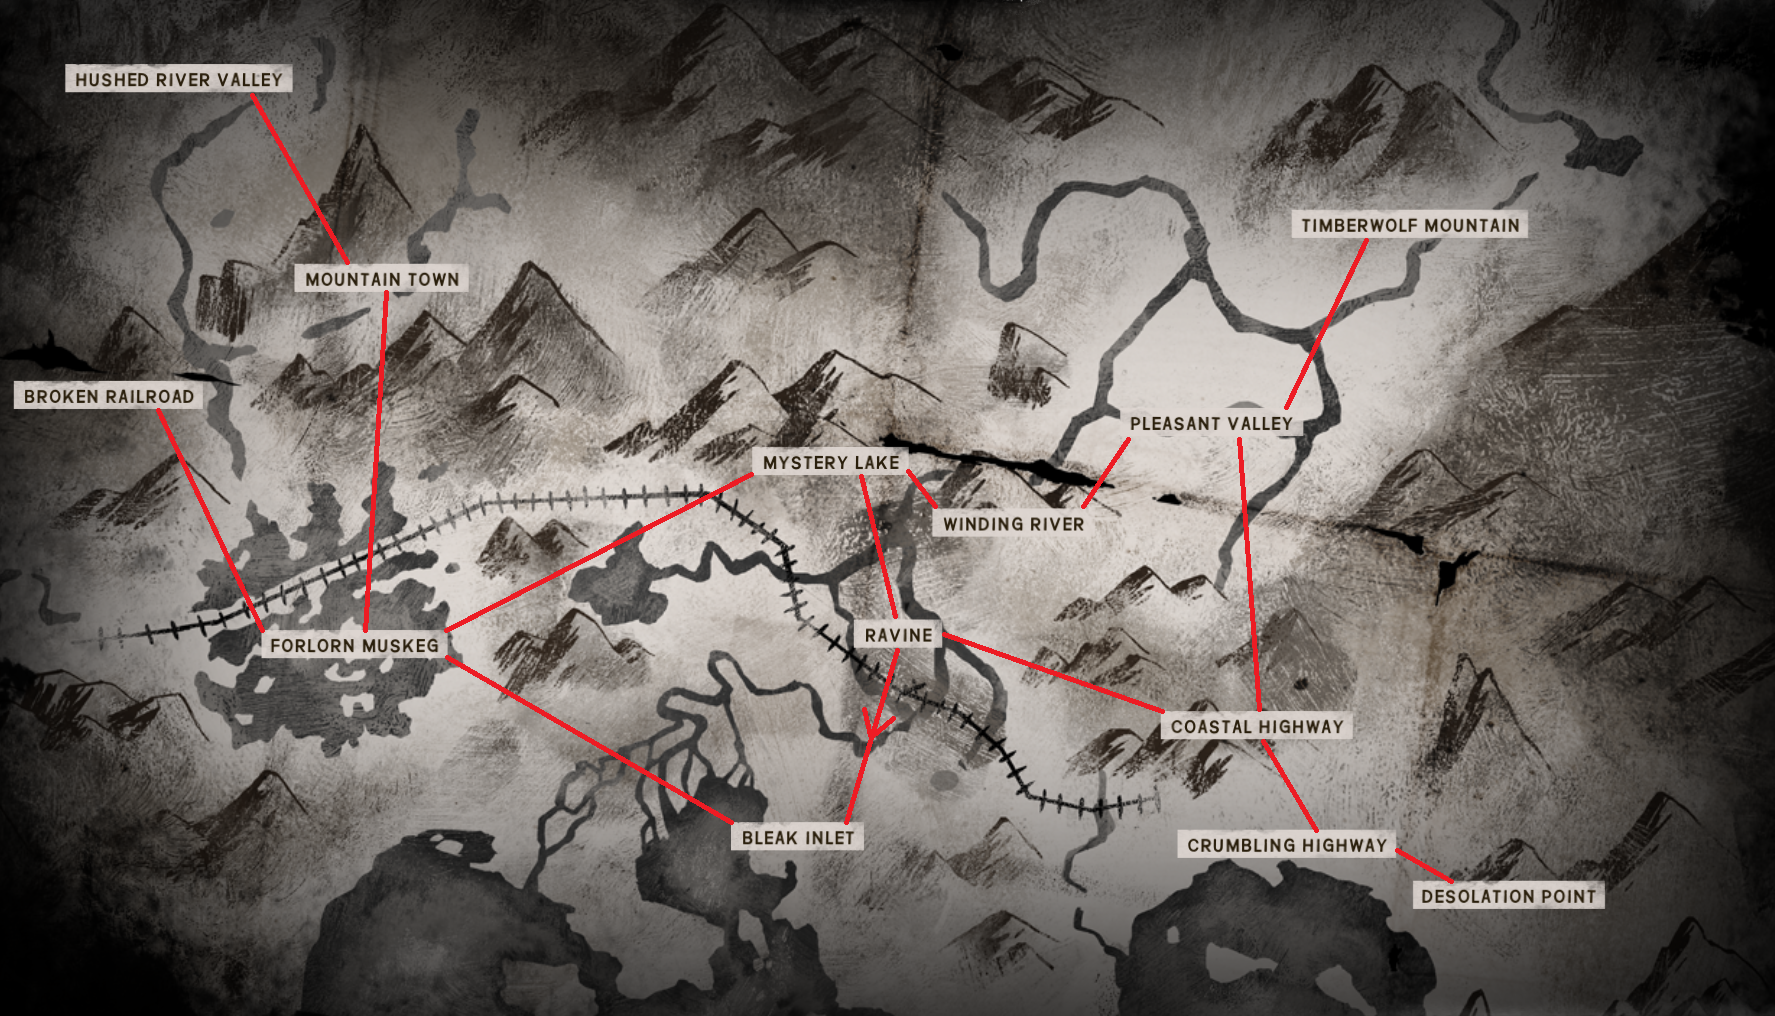 HUSHED RIVER VALLEY
TIMBERWOLF MOUNTAIN
MOUNTAIN TOWN
BROKEN RAILROAD
PLEASANT VALLEY
MYSTERY LAKE
WINDING RIVER
RAVINE
FORLORN MUSKEG
COASTAL HIGHWAY
BLEAK INLET
CRUMBLING HIGHWAY
DESOLATION POINT